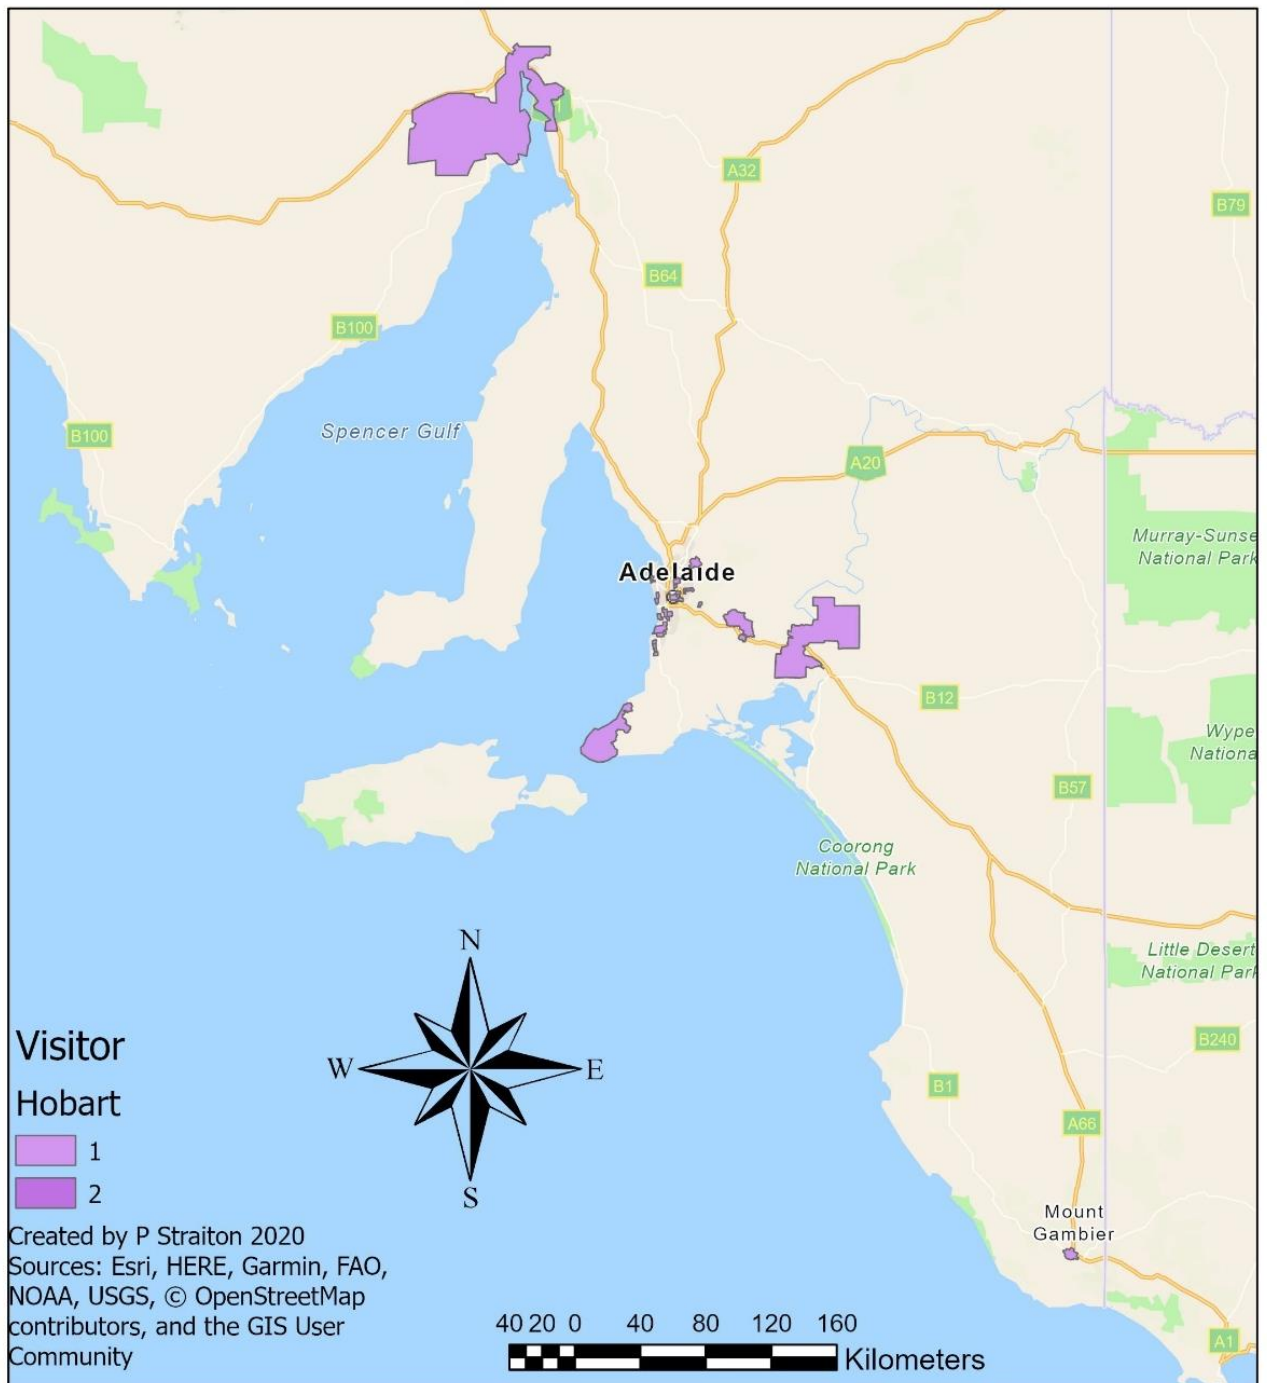 A32
B79
B64
B100
Spencer Gulf
B100
A20
Murray-Sunse
National Park
Adelaide
B12
Wype
Nationa
B57
Coorong
National Park
N
Little Desert
National Park
Visitor
W
E
B240
Hobart
B1
1
A66
2
S
Mount
Gambier
Created by P Straiton 2020
Sources: Esri, HERE, Garmin, FAO,
NOAA, USGS, © OpenStreetMap
contributors, and the GIS User
Community
40 20 0 40 80 120 160
Kilometers
A1